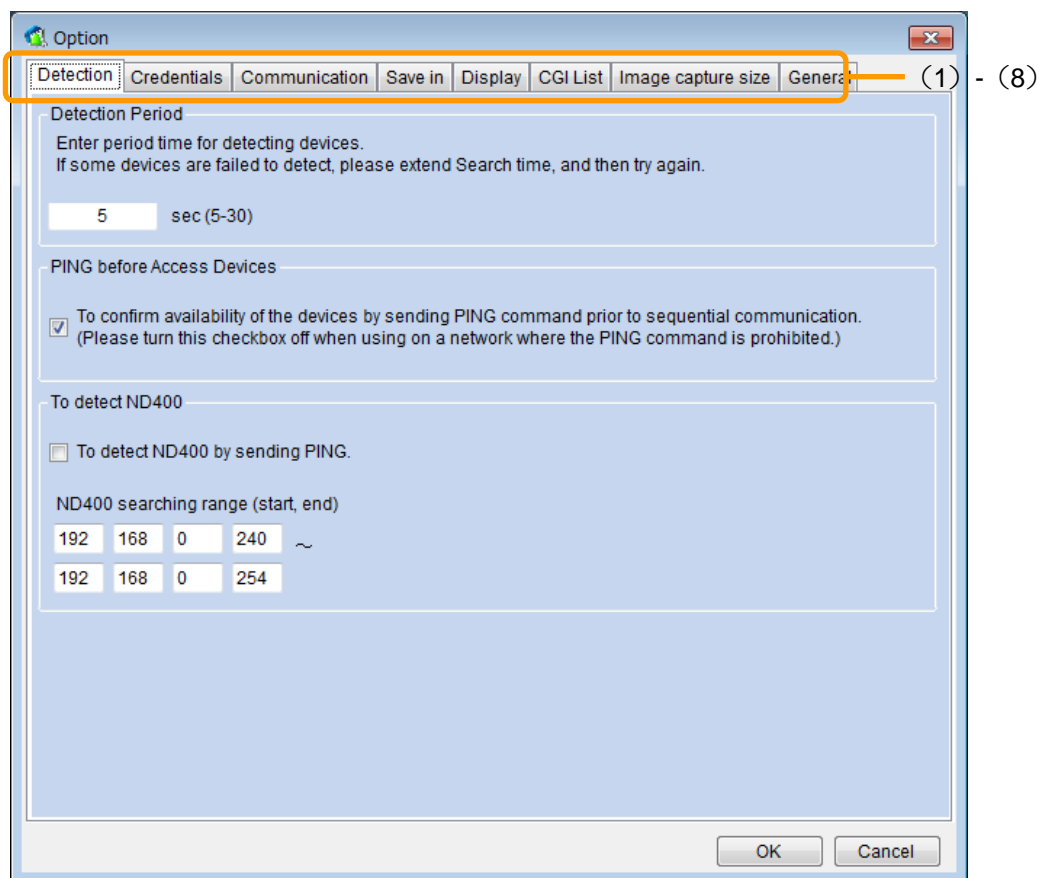 Option
Detection Credentials Communication Save in Display CGI List Image capture size General
（1）-（8）
Detection Period
Enter period time for detecting devices.
If some devices are failed to detect, please extend Search time, and then try again.
5 sec (5-30)
PING before Access Devices
To confirm availability of the devices by sending PING command prior to sequential communication.
(Please turn this checkbox off when using on a network where the PING command is prohibited.)
To detect ND400
To detect ND400 by sending PING.
ND400 searching range (start, end)
192 168 0 240 ～
192 168 0 254
OK Cancel